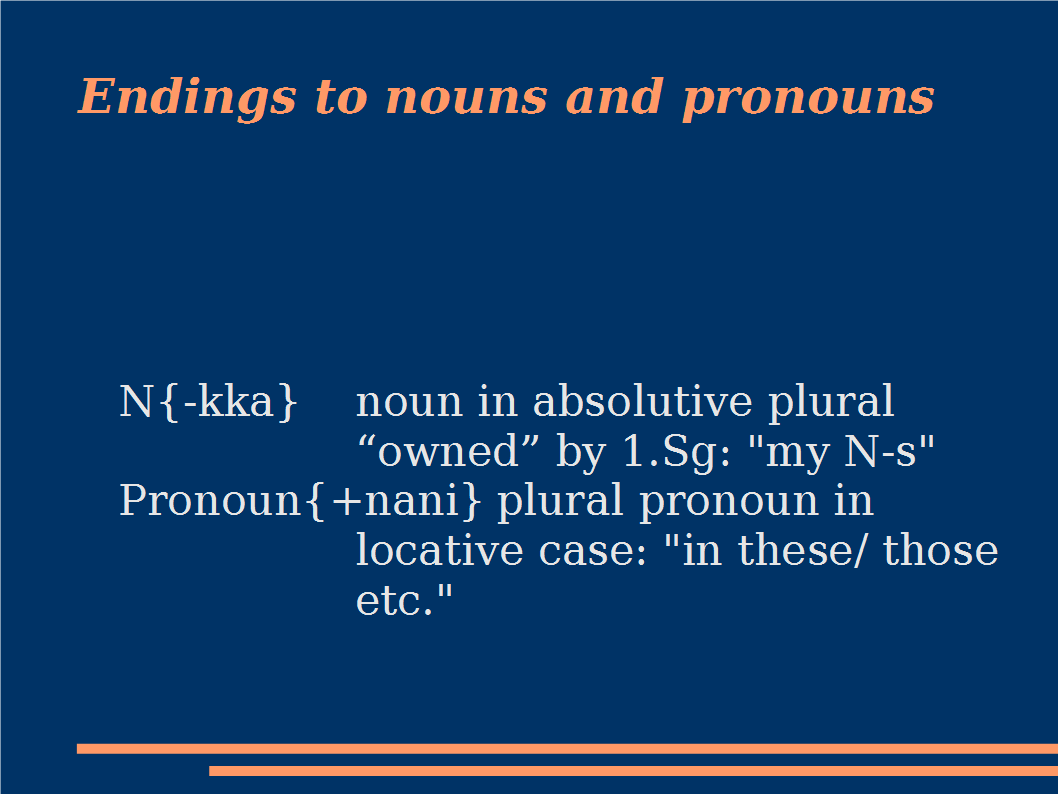 Endings to nouns and pronouns
N{-kka} noun in absolutive plural
“owned” by 1.Sg: "my N-s"
Pronoun{+nani} plural pronoun in
locative case: "in these/ those
etc."